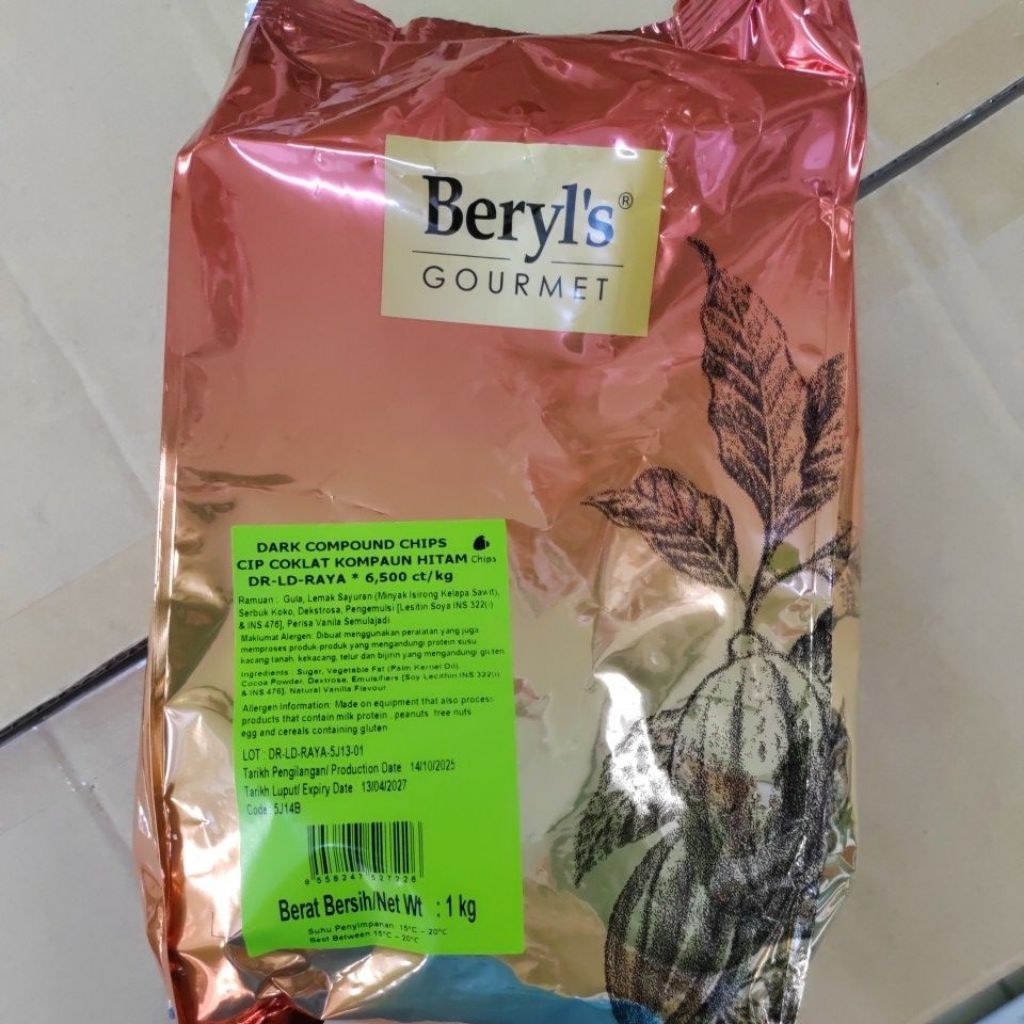 Beryl's®
GOURMET
DARK COMPOUND CHIPS
CIP COKLAT KOMPAUN HITAM Chips
DR-LD-RAYA * 6,500 ct/kg
Ramuan : Gula, Lemak Sayuran (Minyak Isirong Kelapa Sawit),
Serbuk Koko, Dekstrosa, Pengemulsi [Lesitin Soya INS 322(i)
& INS 476], Perisa Vanila Semulajadi
Maklumat Alergen: Dibuat menggunakan peralatan yang juga
memproses produk-produk yang mengandungi protein susu
kacang tanah, kekacang, telur dan bijirin yang mengandungi gluten
Ingredients : Sugar, Vegetable Fat (Palm Kernel Oil)
Cocoa Powder, Dextrose, Emulsifiers [Soy Lecithin INS 322(i)
& INS 476], Natural Vanilla Flavour
Allergen Information: Made on equipment that also process
products that contain milk protein , peanuts tree nuts
egg and cereals containing gluten
LOT : DR-LD-RAYA-5J13-01
Tarikh Pengilangan/ Production Date 14/10/2025
Tarikh Luput/ Expiry Date : 13/04/2027
Code: 5J14B
Berat Bersih/Net Wt : 1 kg
Suhu Penyimpanan: 15°C - 20°C
Best Between 15°C - 20°C